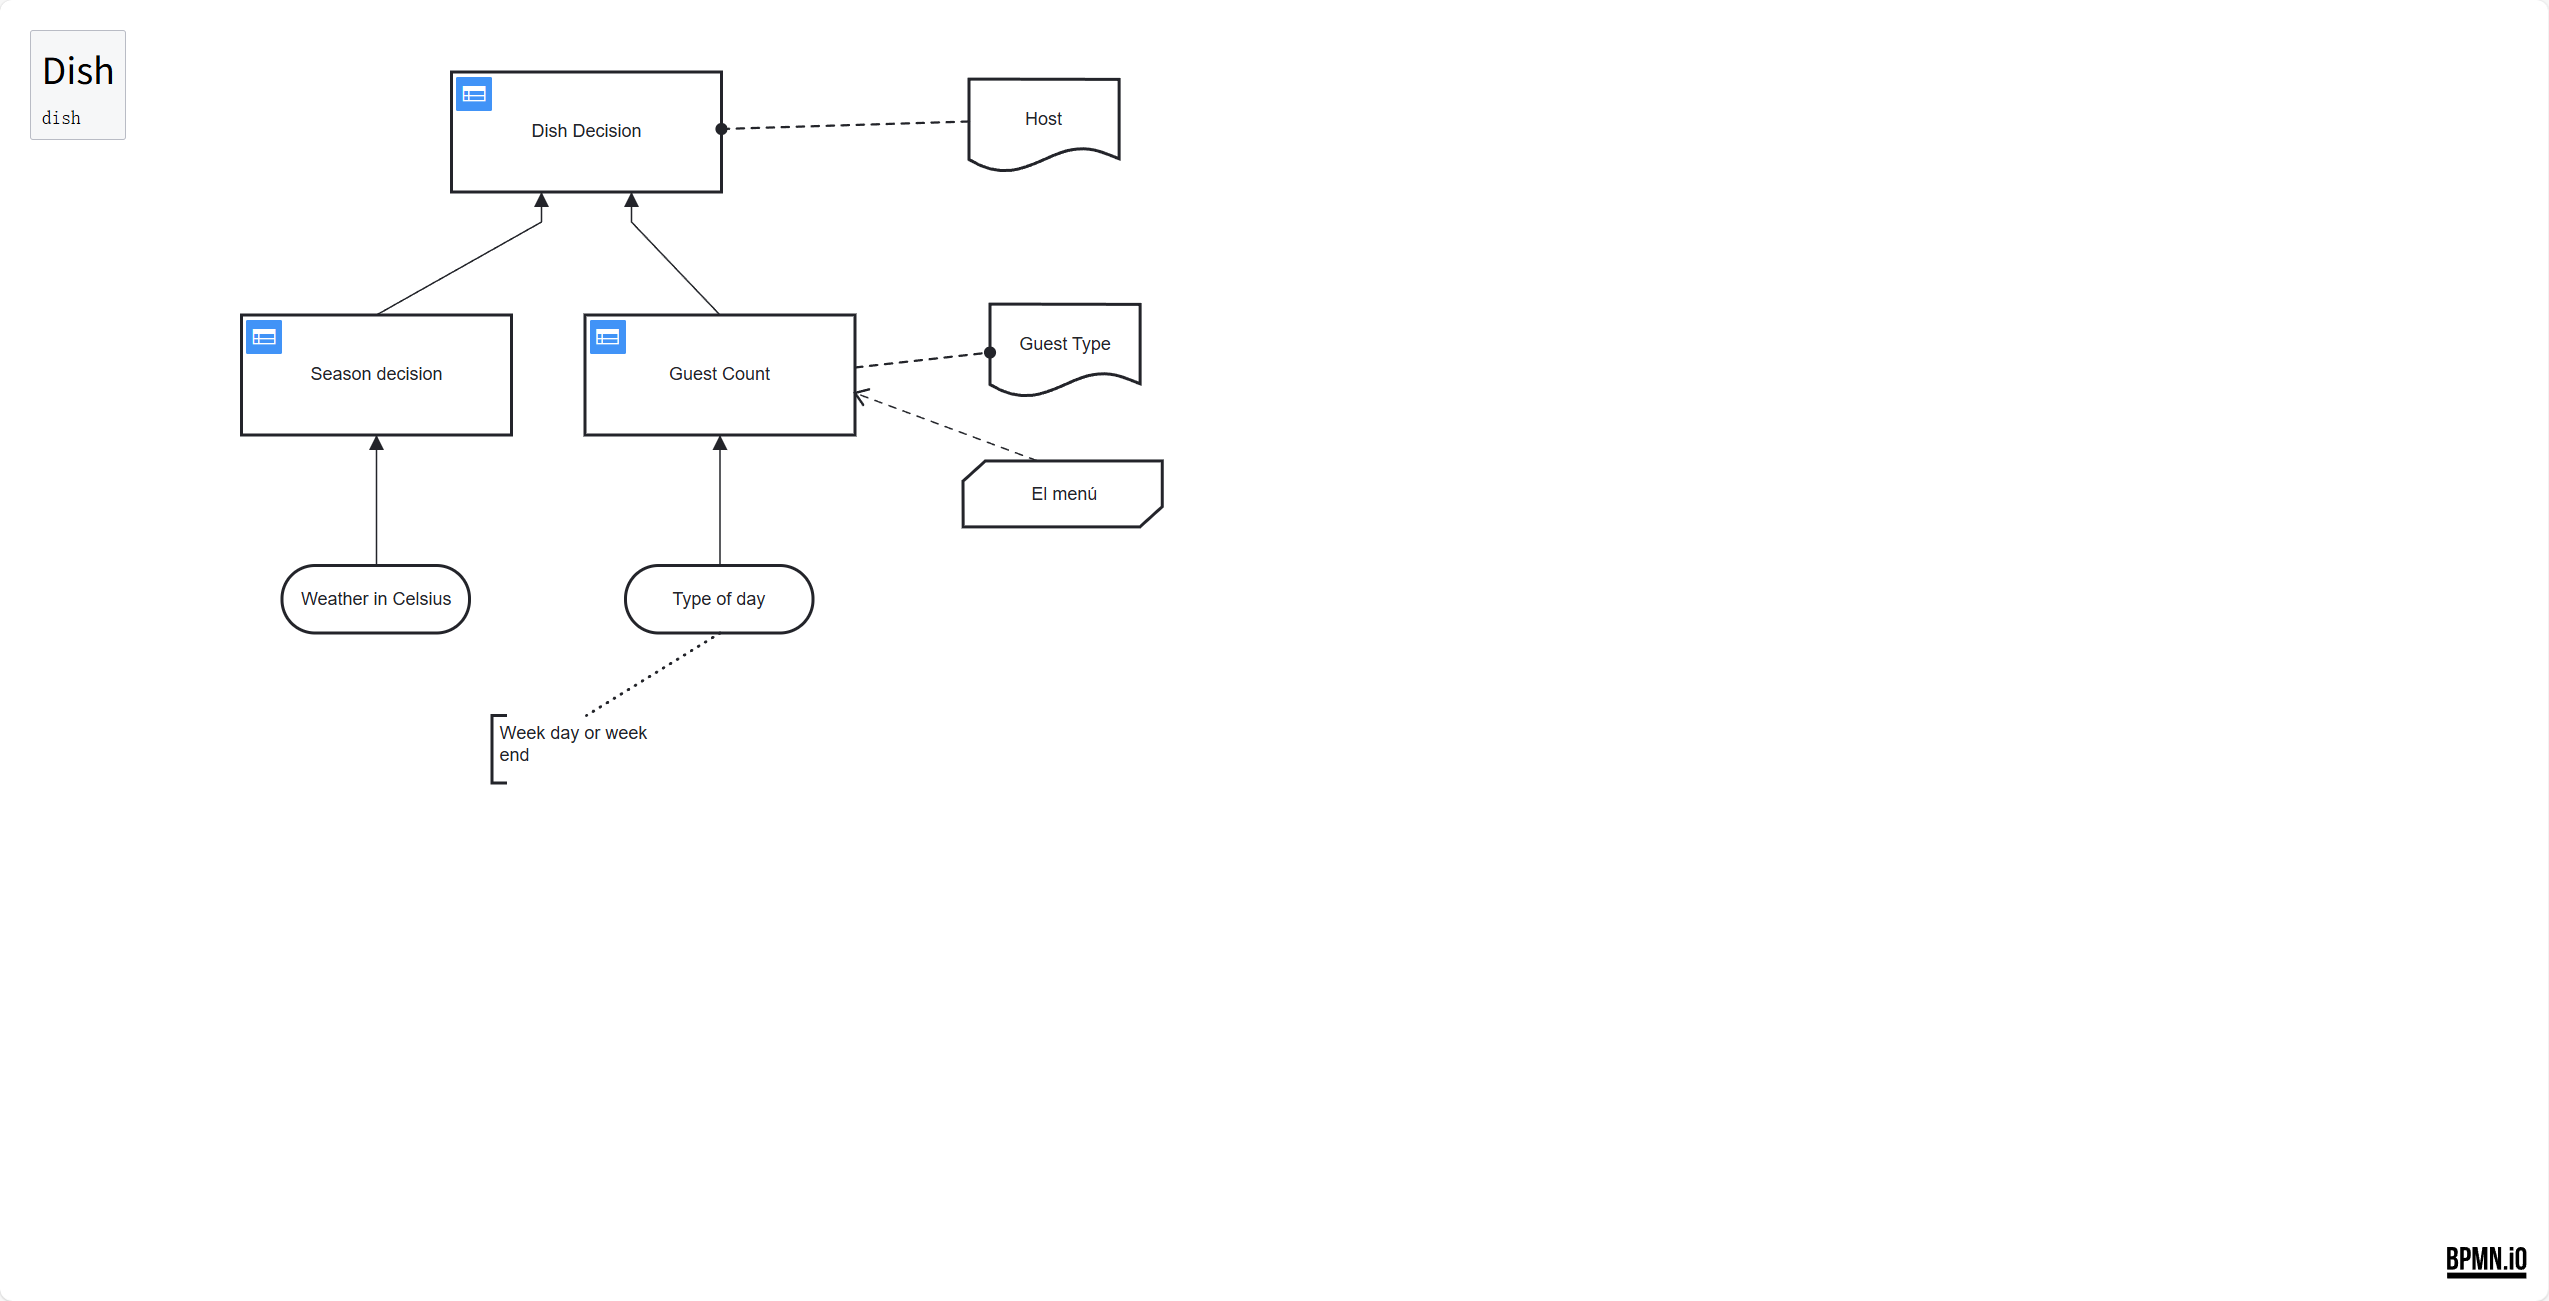 Dish
dish
Dish Decision
Host
Season decision
Guest Count
Guest Type
El menú
Weather in Celsius
Type of day
Week day or week
end
BPMN.iO